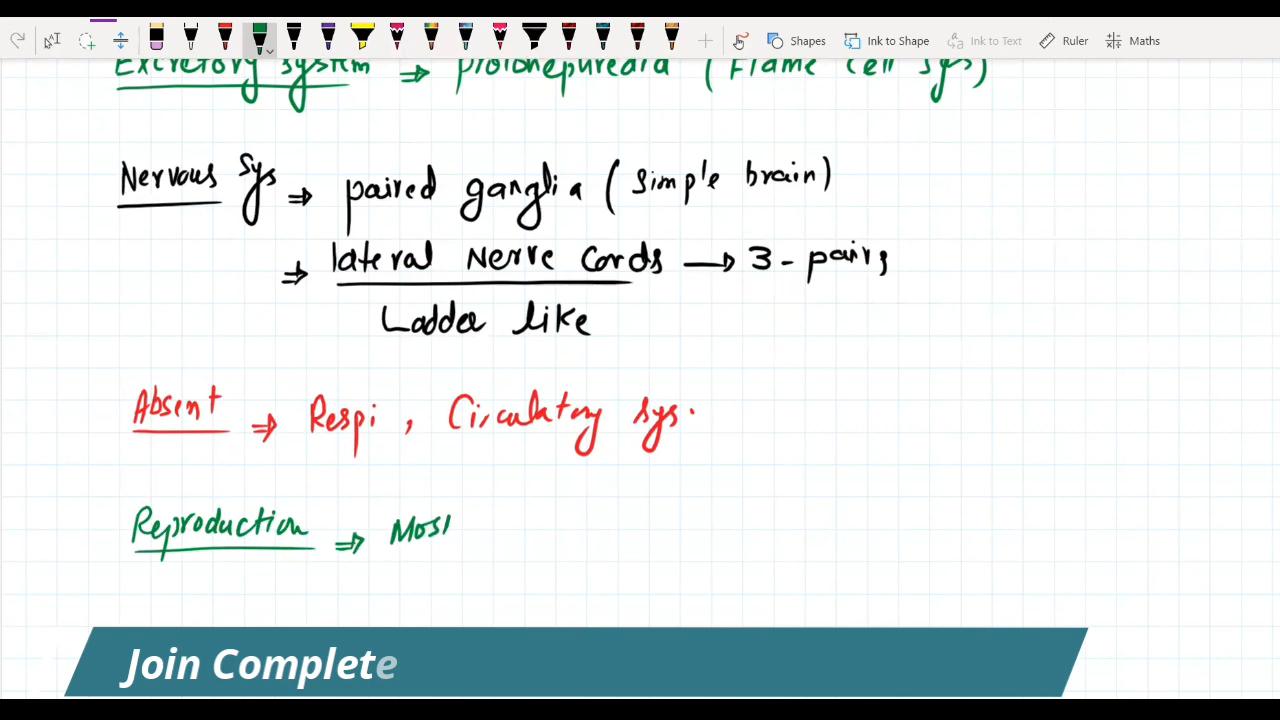 Shapes Ink to Shape Ink to Text Ruler Maths
Excretory system ⇒ protonephredia (Flame cell sys)
Nervous sys ⇒ paired ganglia (simple brain)
⇒ lateral Nerve Cords → 3 - pairs
Ladder like
Absent ⇒ Respi , Circulatory sys.
Reproduction ⇒ Most
Join Complete